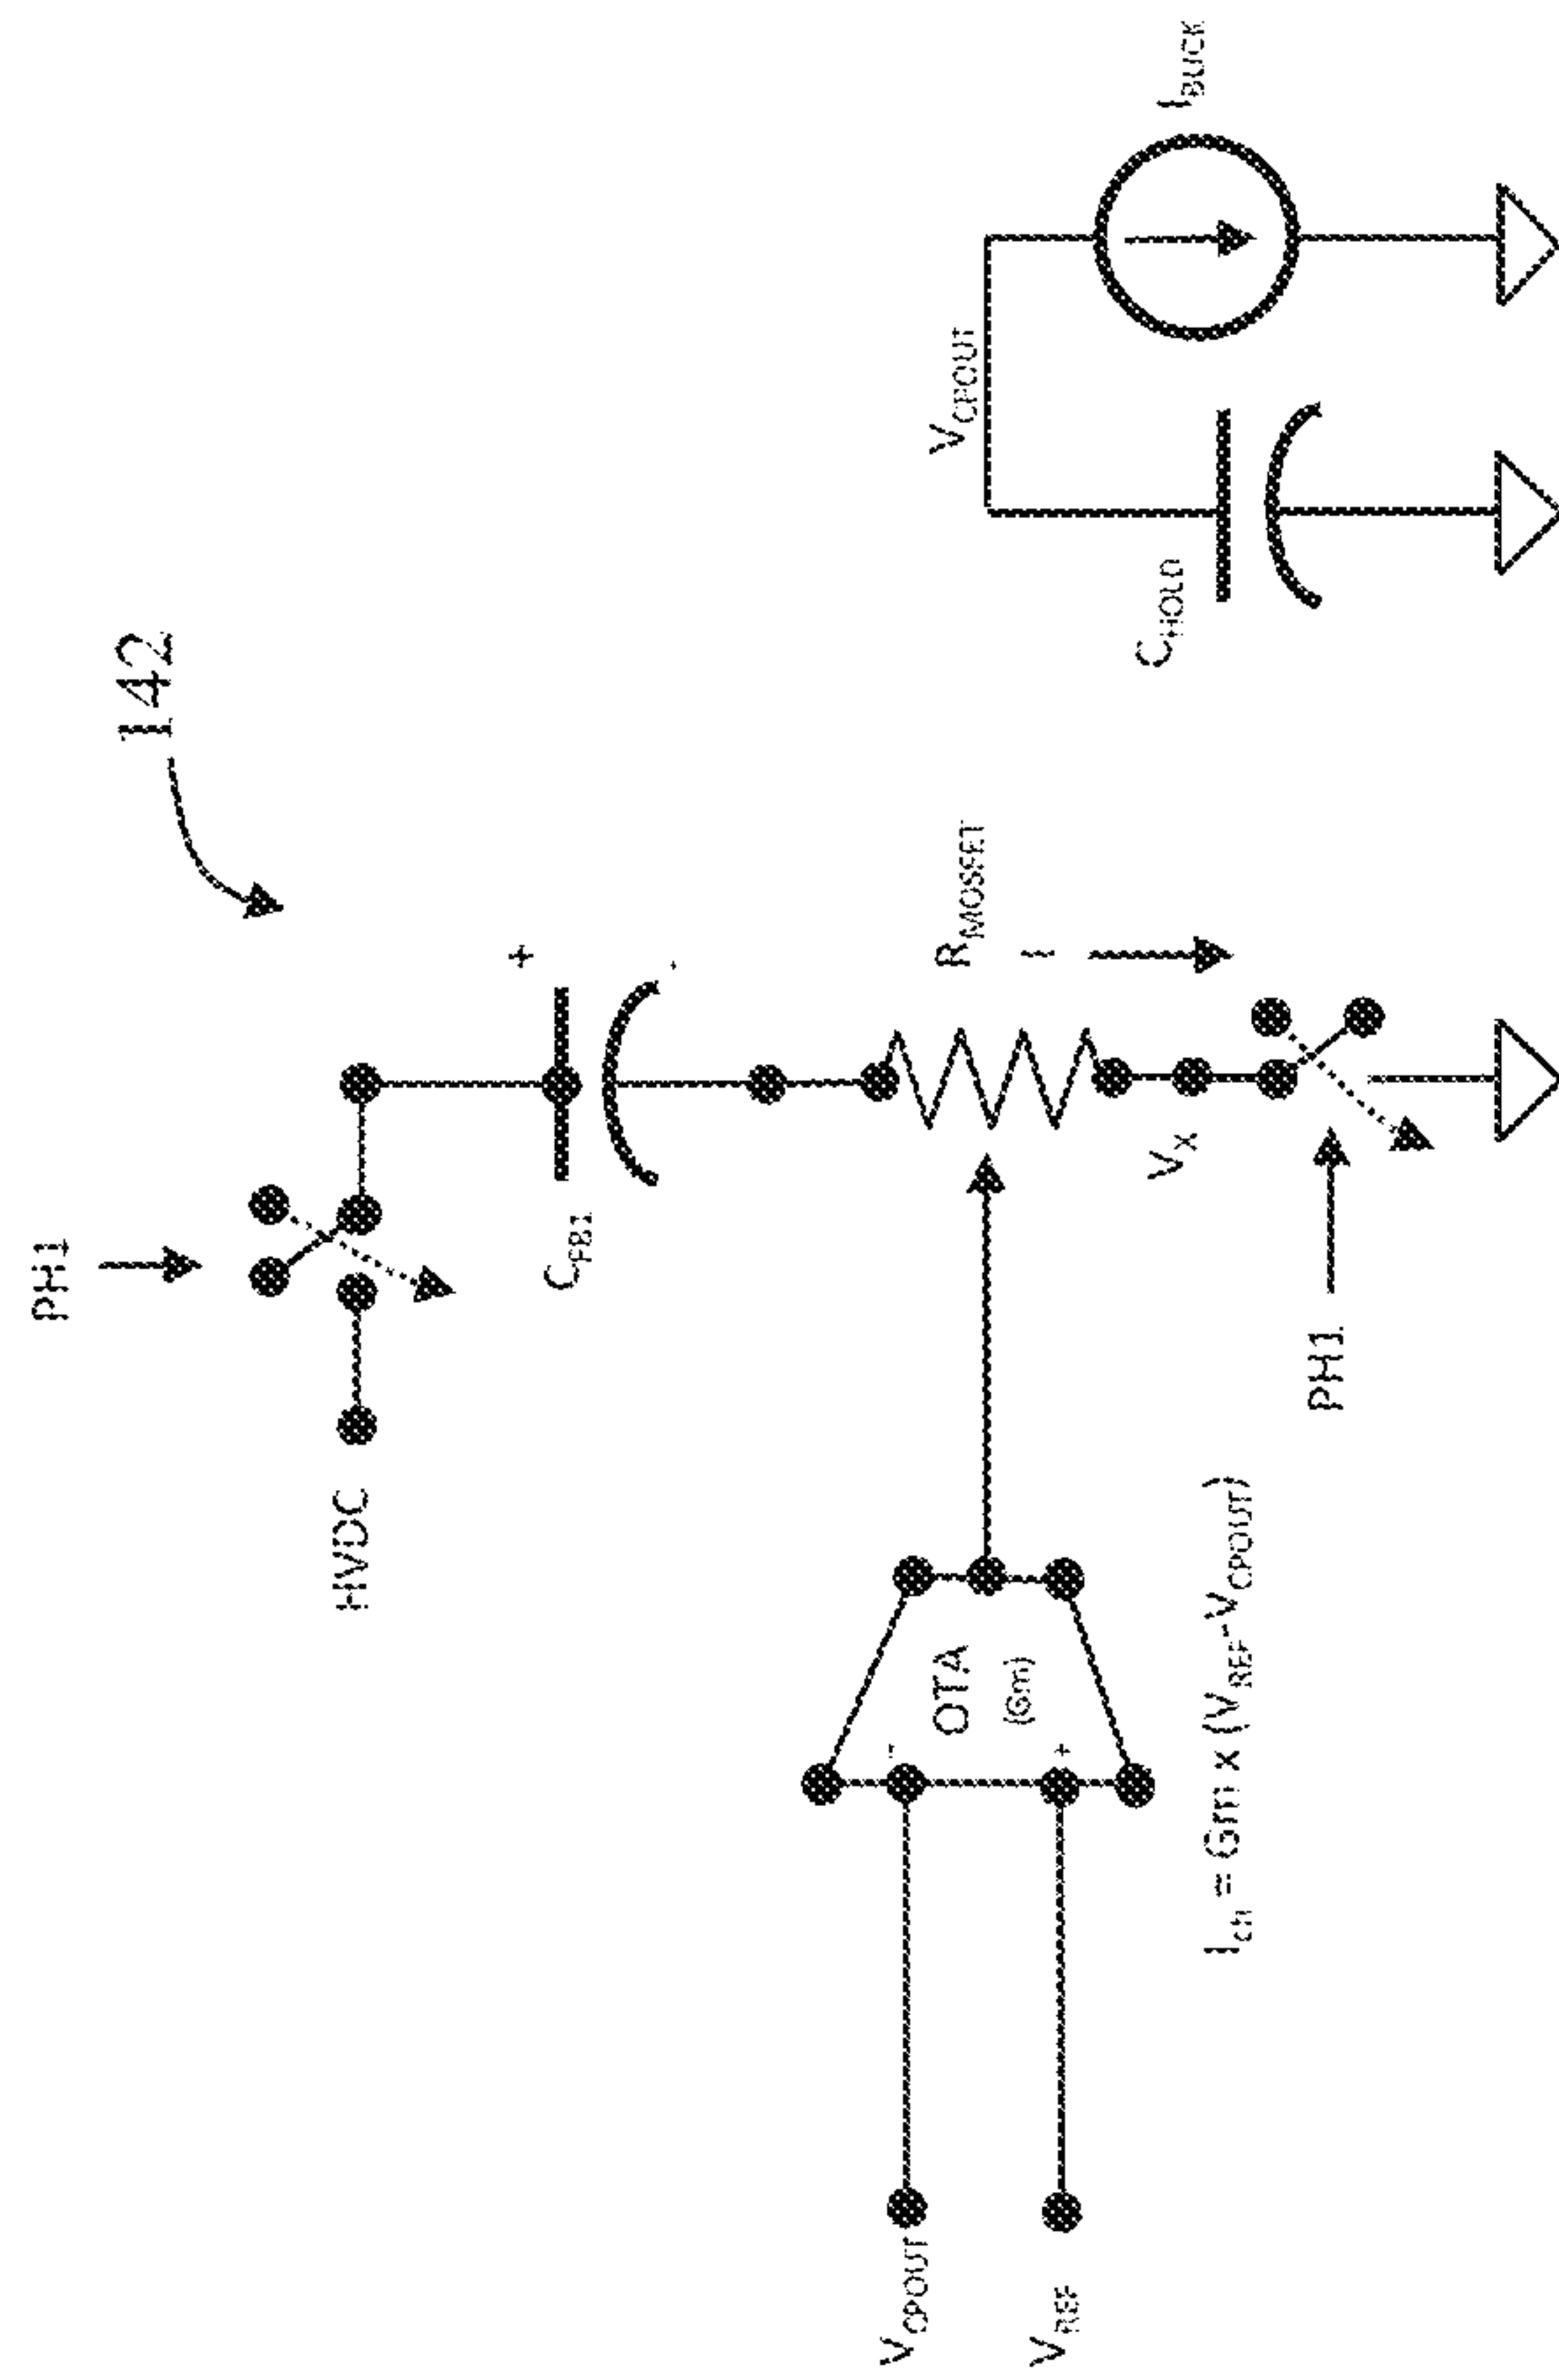 142
PH1
HVDC
+
C_FB1
-
V_CPOUT
V_REF
-
OTA
(Gm)
+
R_MOSFET
I
V_X
PH1
I_ch = Gm x (V_REF-V_CPOUT)
V_CPOUT
C_HOLD
I_BUCK